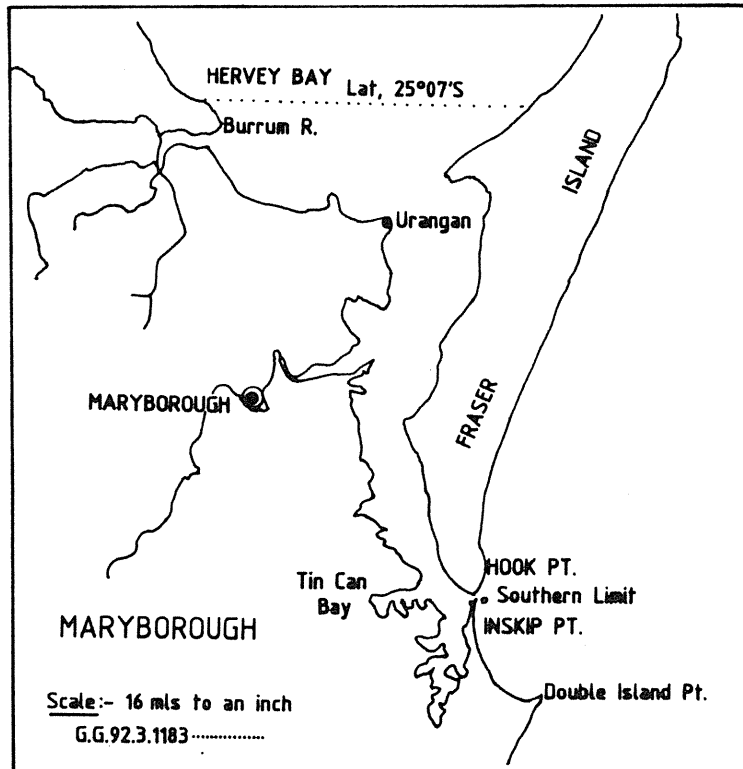 HERVEY BAY
Lat, 25°07'S
Burrum R.
ISLAND
Urangan
MARYBOROUGH
FRASER
HOOK PT.
Tin Can
Bay
Southern Limit
INSKIP PT.
MARYBOROUGH
Double Island Pt.
Scale:- 16 mls to an inch
G.G.92.3.1183